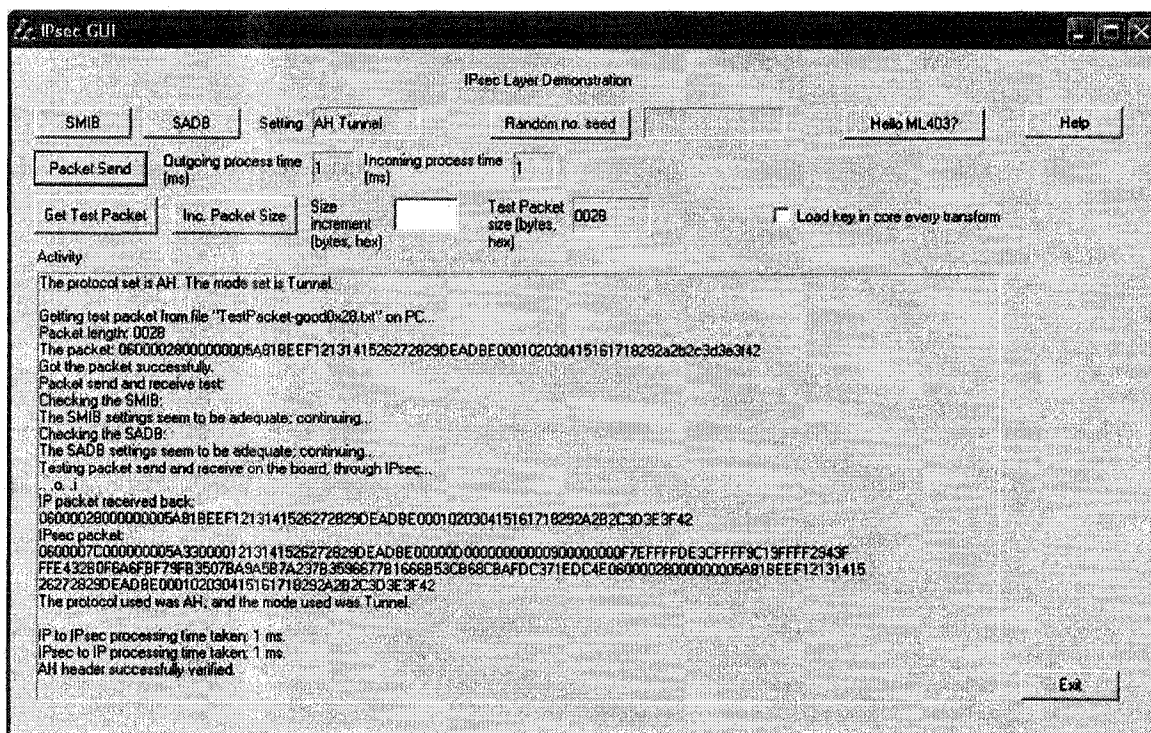 IPsec GUI
IPsec Layer Demonstration
SMIB SADB Setting AH Tunnel Random no. seed Hello ML403? Help
Packet Send Outgoing process time (ms) 1 Incoming process time (ms) 1
Get Test Packet Inc. Packet Size Size increment (bytes, hex) Test Packet size (bytes, hex) 0028 Load key in core every transform
Activity
The protocol set is AH. The mode set is Tunnel.
Getting test packet from file "TestPacket-good0x28.txt" on PC...
Packet length: 0028
The packet: 06000028000000005A81BEEF1213141526272829DEADBE000102030415161718292a2b2c3d3e3f42
Got the packet successfully.
Packet send and receive test:
Checking the SMIB:
The SMIB settings seem to be adequate; continuing...
Checking the SADB:
The SADB settings seem to be adequate; continuing...
Testing packet send and receive on the board, through IPsec...
. .o. .i
IP packet received back:
06000028000000005A81BEEF1213141526272829DEADBE000102030415161718292A2B2C3D3E3F42
IPsec packet:
26272829DEADBE000102030415161718292A2B2C3D3E3F42
The protocol used was AH, and the mode used was Tunnel.
IP to IPsec processing time taken: 1 ms.
IPsec to IP processing time taken: 1 ms.
AH header successfully verified.
Exit